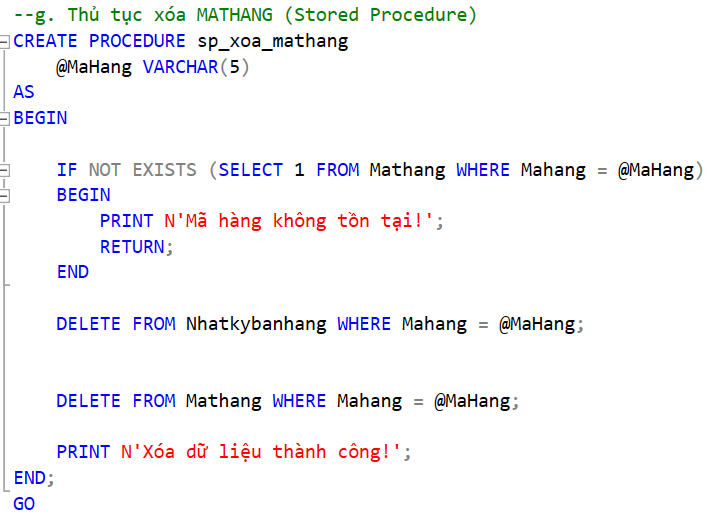 --g. Thủ tục xóa MATHANG (Stored Procedure)
CREATE PROCEDURE sp_xoa_mathang
    @MaHang VARCHAR(5)
AS
BEGIN
    IF NOT EXISTS (SELECT 1 FROM Mathang WHERE Mahang = @MaHang)
    BEGIN
        PRINT N'Mã hàng không tồn tại!';
        RETURN;
    END
    DELETE FROM Nhatkybanhang WHERE Mahang = @MaHang;
    DELETE FROM Mathang WHERE Mahang = @MaHang;
    PRINT N'Xóa dữ liệu thành công!';
END;
GO